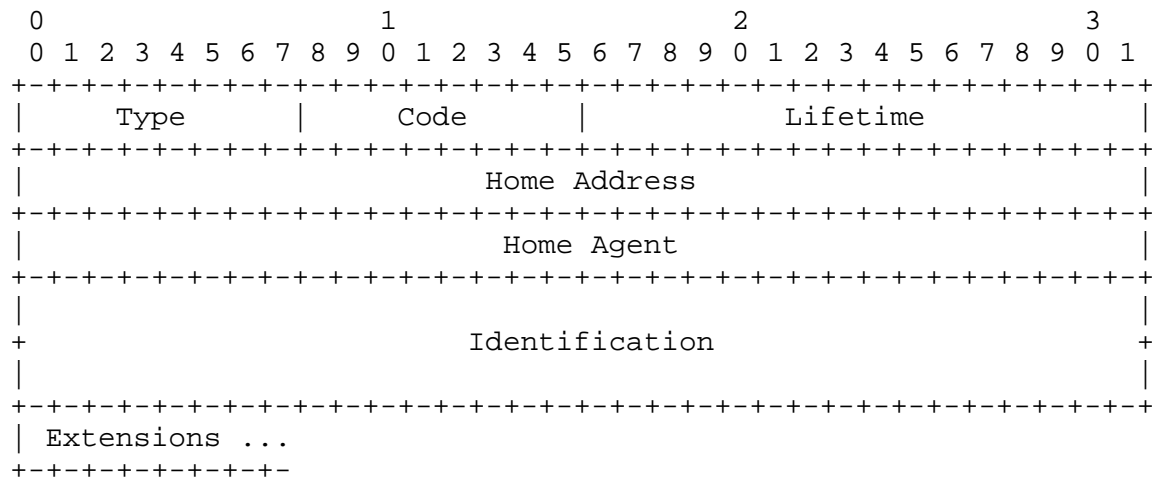 0                   1                   2                   3
 0 1 2 3 4 5 6 7 8 9 0 1 2 3 4 5 6 7 8 9 0 1 2 3 4 5 6 7 8 9 0 1
+-+-+-+-+-+-+-+-+-+-+-+-+-+-+-+-+-+-+-+-+-+-+-+-+-+-+-+-+-+-+-+-+
|     Type      |     Code      |           Lifetime            |
+-+-+-+-+-+-+-+-+-+-+-+-+-+-+-+-+-+-+-+-+-+-+-+-+-+-+-+-+-+-+-+-+
|                          Home Address                         |
+-+-+-+-+-+-+-+-+-+-+-+-+-+-+-+-+-+-+-+-+-+-+-+-+-+-+-+-+-+-+-+-+
|                           Home Agent                          |
+-+-+-+-+-+-+-+-+-+-+-+-+-+-+-+-+-+-+-+-+-+-+-+-+-+-+-+-+-+-+-+-+
|                                                               |
+                         Identification                        +
|                                                               |
+-+-+-+-+-+-+-+-+-+-+-+-+-+-+-+-+-+-+-+-+-+-+-+-+-+-+-+-+-+-+-+-+
| Extensions ...
+-+-+-+-+-+-+-+-